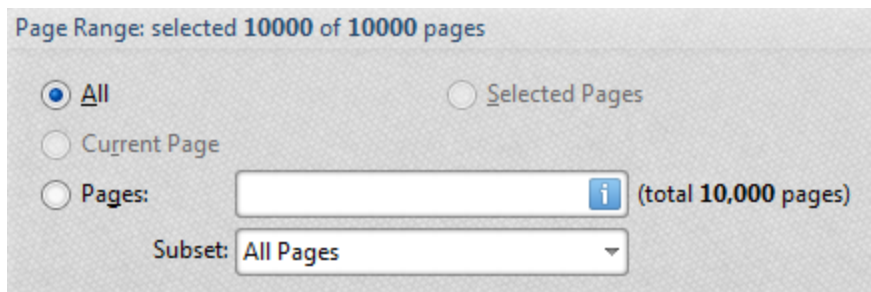 Page Range: selected 10000 of 10000 pages
All
Selected Pages
Current Page
Pages: (total 10,000 pages)
Subset: All Pages